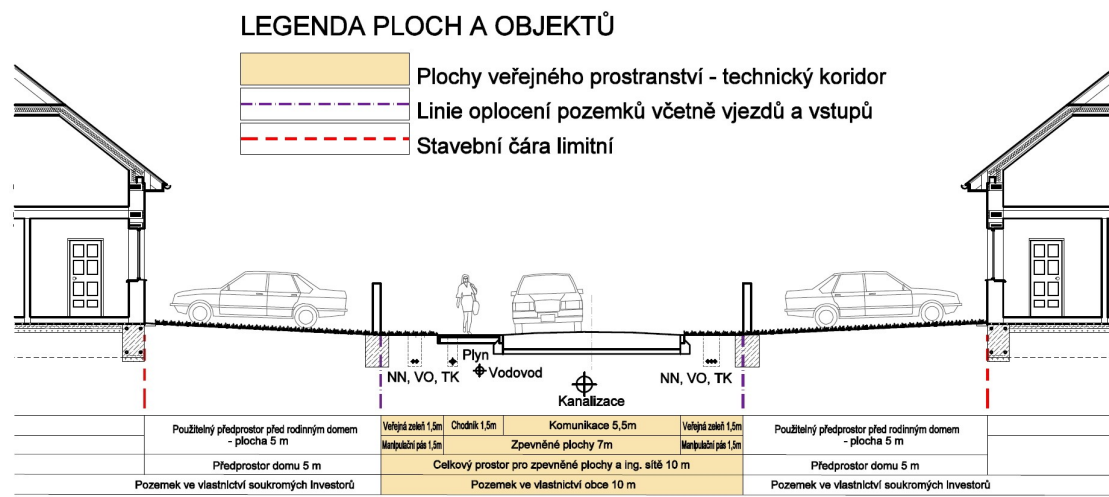 LEGENDA PLOCH A OBJEKTŮ
Plochy veřejného prostranství - technický koridor
Linie oplocení pozemků včetně vjezdů a vstupů
Stavební čára limitní
Plyn
Vodovod
NN, VO, TK
NN, VO, TK
Kanalizace
Použitelný předprostor před rodinným domem
- plocha 5 m
Veřejná zeleň 1,5m
Chodník 1,5m
Komunikace 5,5m
Veřejná zeleň 1,5m
Použitelný předprostor před rodinným domem
- plocha 5 m
Manipulační pás 1,5m
Zpevněné plochy 7m
Manipulační pás 1,5m
Předprostor domu 5 m
Celkový prostor pro zpevněné plochy a ing. sítě 10 m
Předprostor domu 5 m
Pozemek ve vlastnictví soukromých Investorů
Pozemek ve vlastnictví obce 10 m
Pozemek ve vlastnictví soukromých Investorů